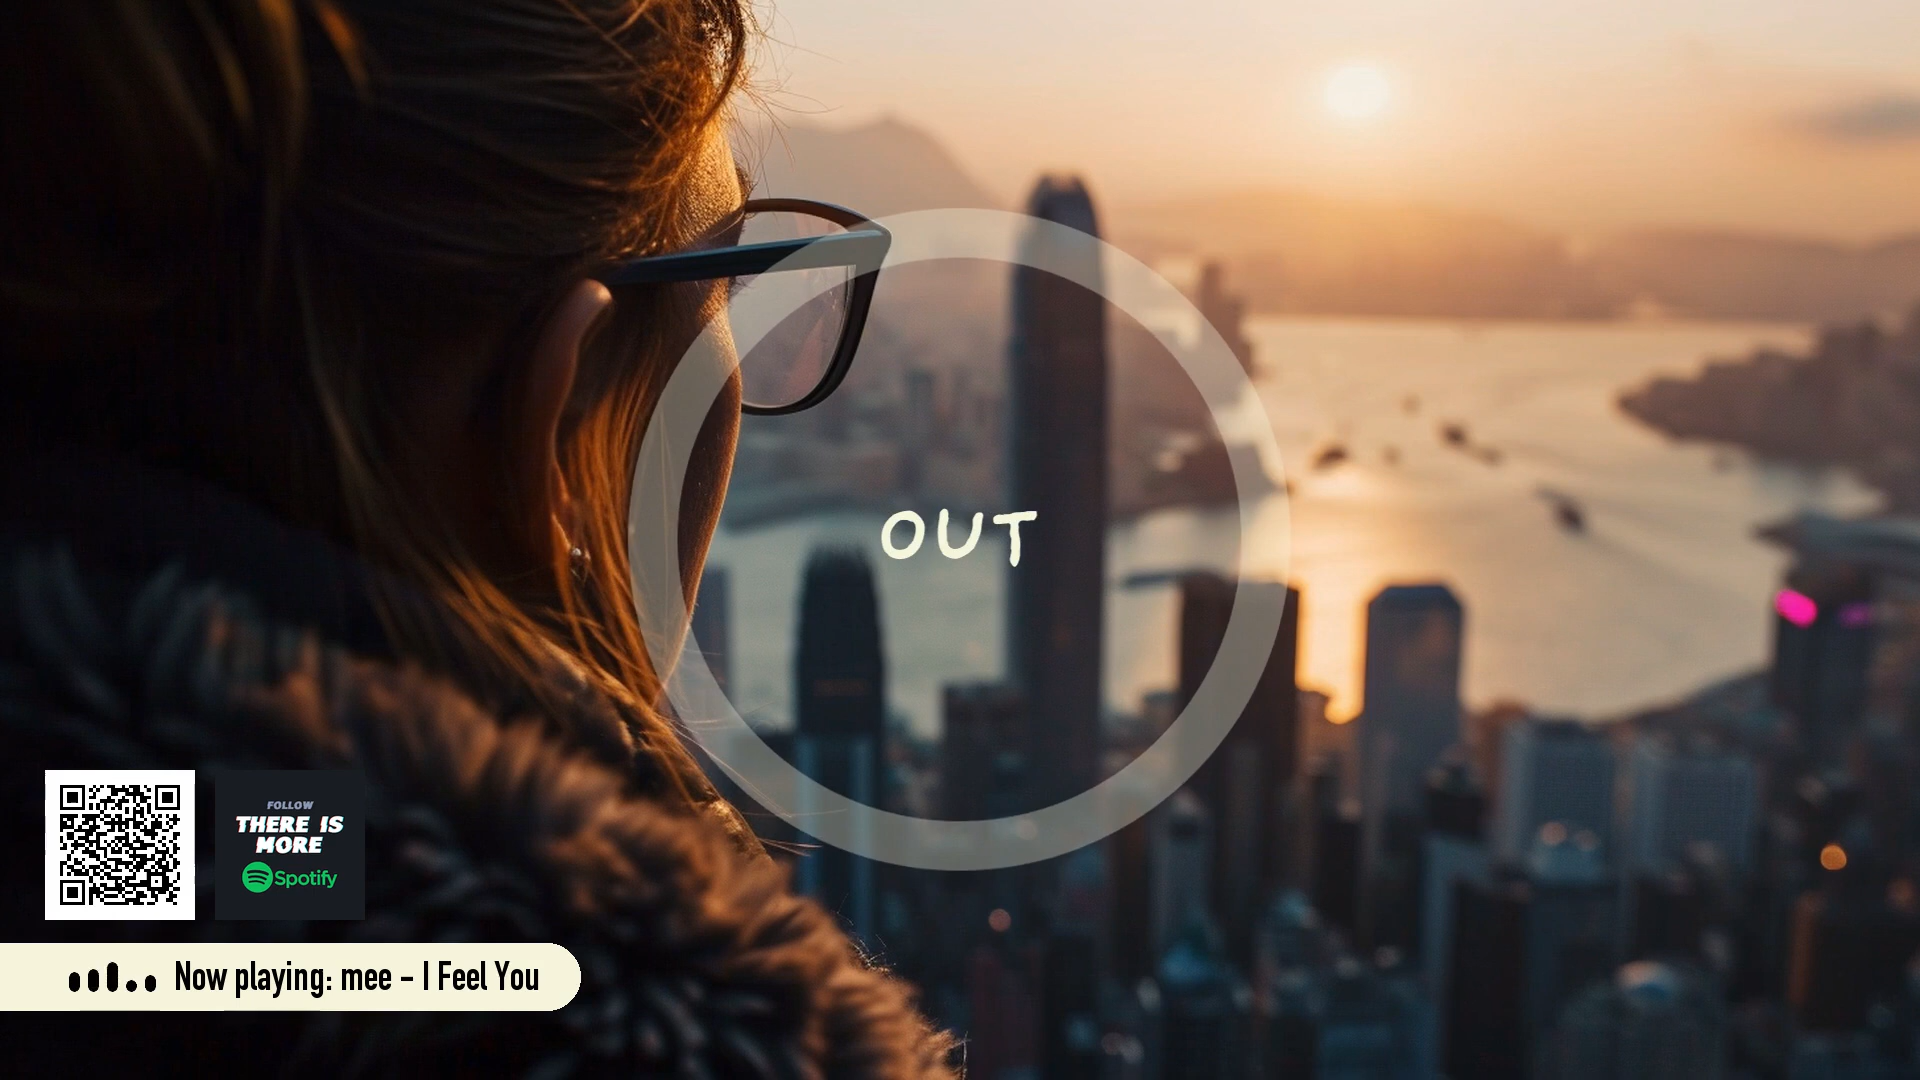 OUT
FOLLOW
THERE IS
MORE
Spotify
Now playing: mee - I Feel You